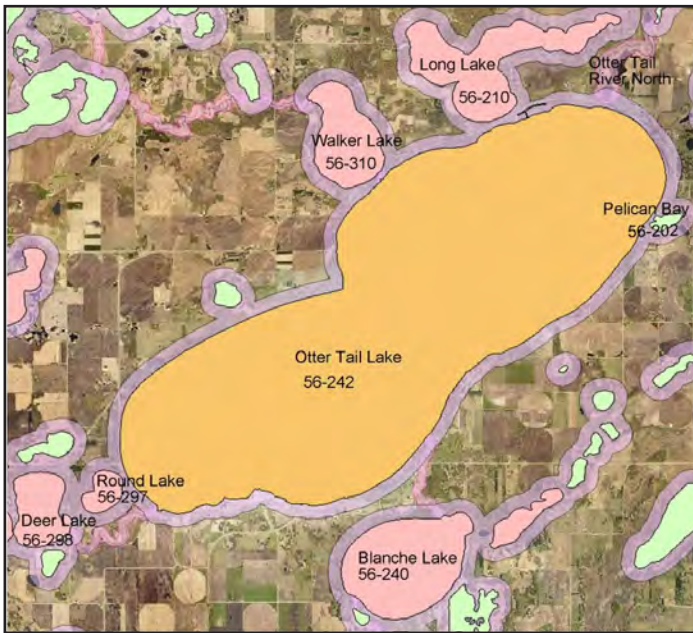 Long Lake
56-210
Otter Tail
River North
Walker Lake
56-310
Pelican Bay
56-202
Otter Tail Lake
56-242
Round Lake
56-297
Deer Lake
56-298
Blanche Lake
56-240